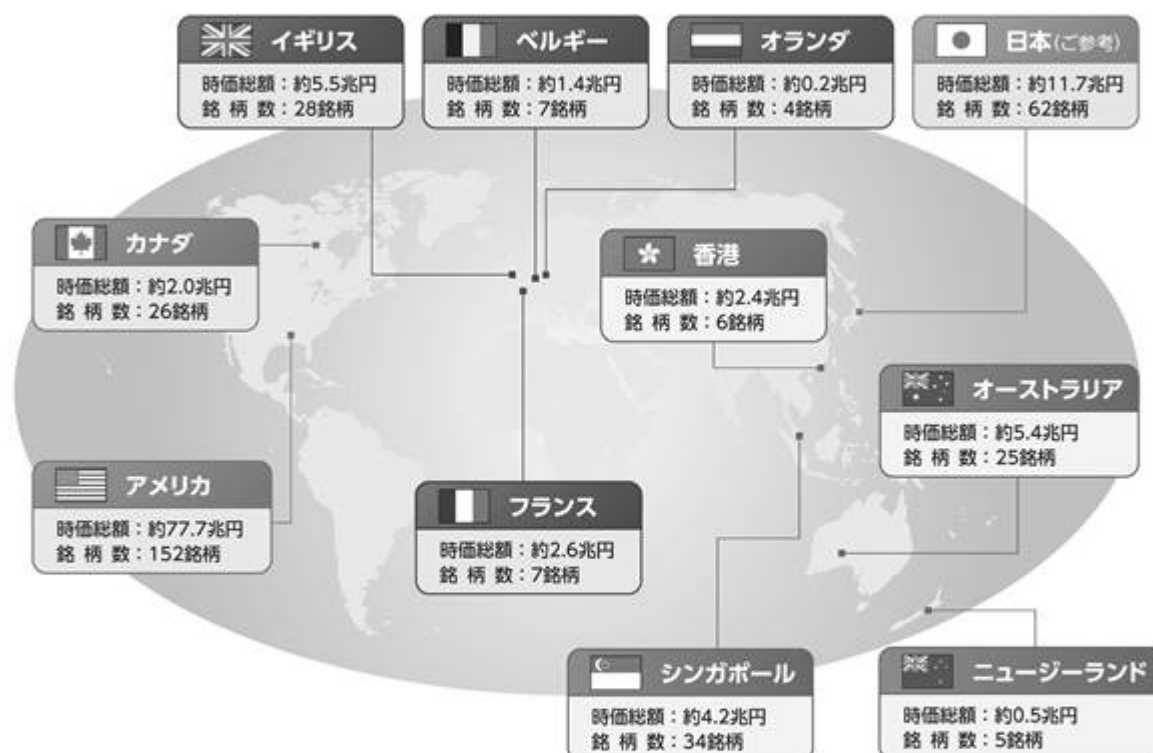 イギリス
時価総額：約5.5兆円
銘柄数：28銘柄
ベルギー
時価総額：約1.4兆円
銘柄数：7銘柄
オランダ
時価総額：約0.2兆円
銘柄数：4銘柄
日本(ご参考)
時価総額：約11.7兆円
銘柄数：62銘柄
カナダ
時価総額：約2.0兆円
銘柄数：26銘柄
香港
時価総額：約2.4兆円
銘柄数：6銘柄
オーストラリア
時価総額：約5.4兆円
銘柄数：25銘柄
アメリカ
時価総額：約77.7兆円
銘柄数：152銘柄
フランス
時価総額：約2.6兆円
銘柄数：7銘柄
シンガポール
時価総額：約4.2兆円
銘柄数：34銘柄
ニュージーランド
時価総額：約0.5兆円
銘柄数：5銘柄